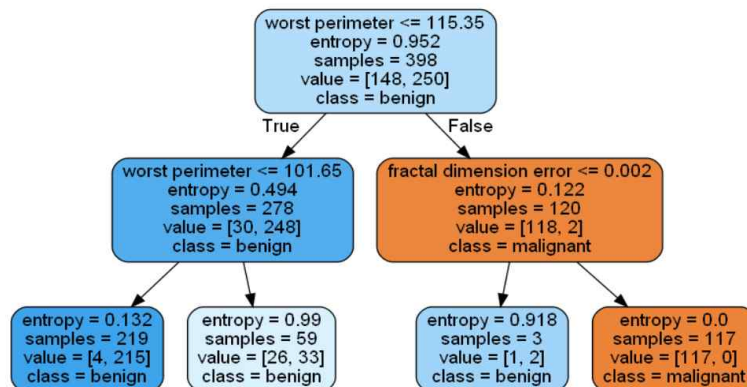 worst perimeter <= 115.35
entropy = 0.952
samples = 398
value = [148, 250]
class = benign
True
False
worst perimeter <= 101.65
entropy = 0.494
samples = 278
value = [30, 248]
class = benign
fractal dimension error <= 0.002
entropy = 0.122
samples = 120
value = [118, 2]
class = malignant
entropy = 0.132
samples = 219
value = [4, 215]
class = benign
entropy = 0.99
samples = 59
value = [26, 33]
class = benign
entropy = 0.918
samples = 3
value = [1, 2]
class = benign
entropy = 0.0
samples = 117
value = [117, 0]
class = malignant